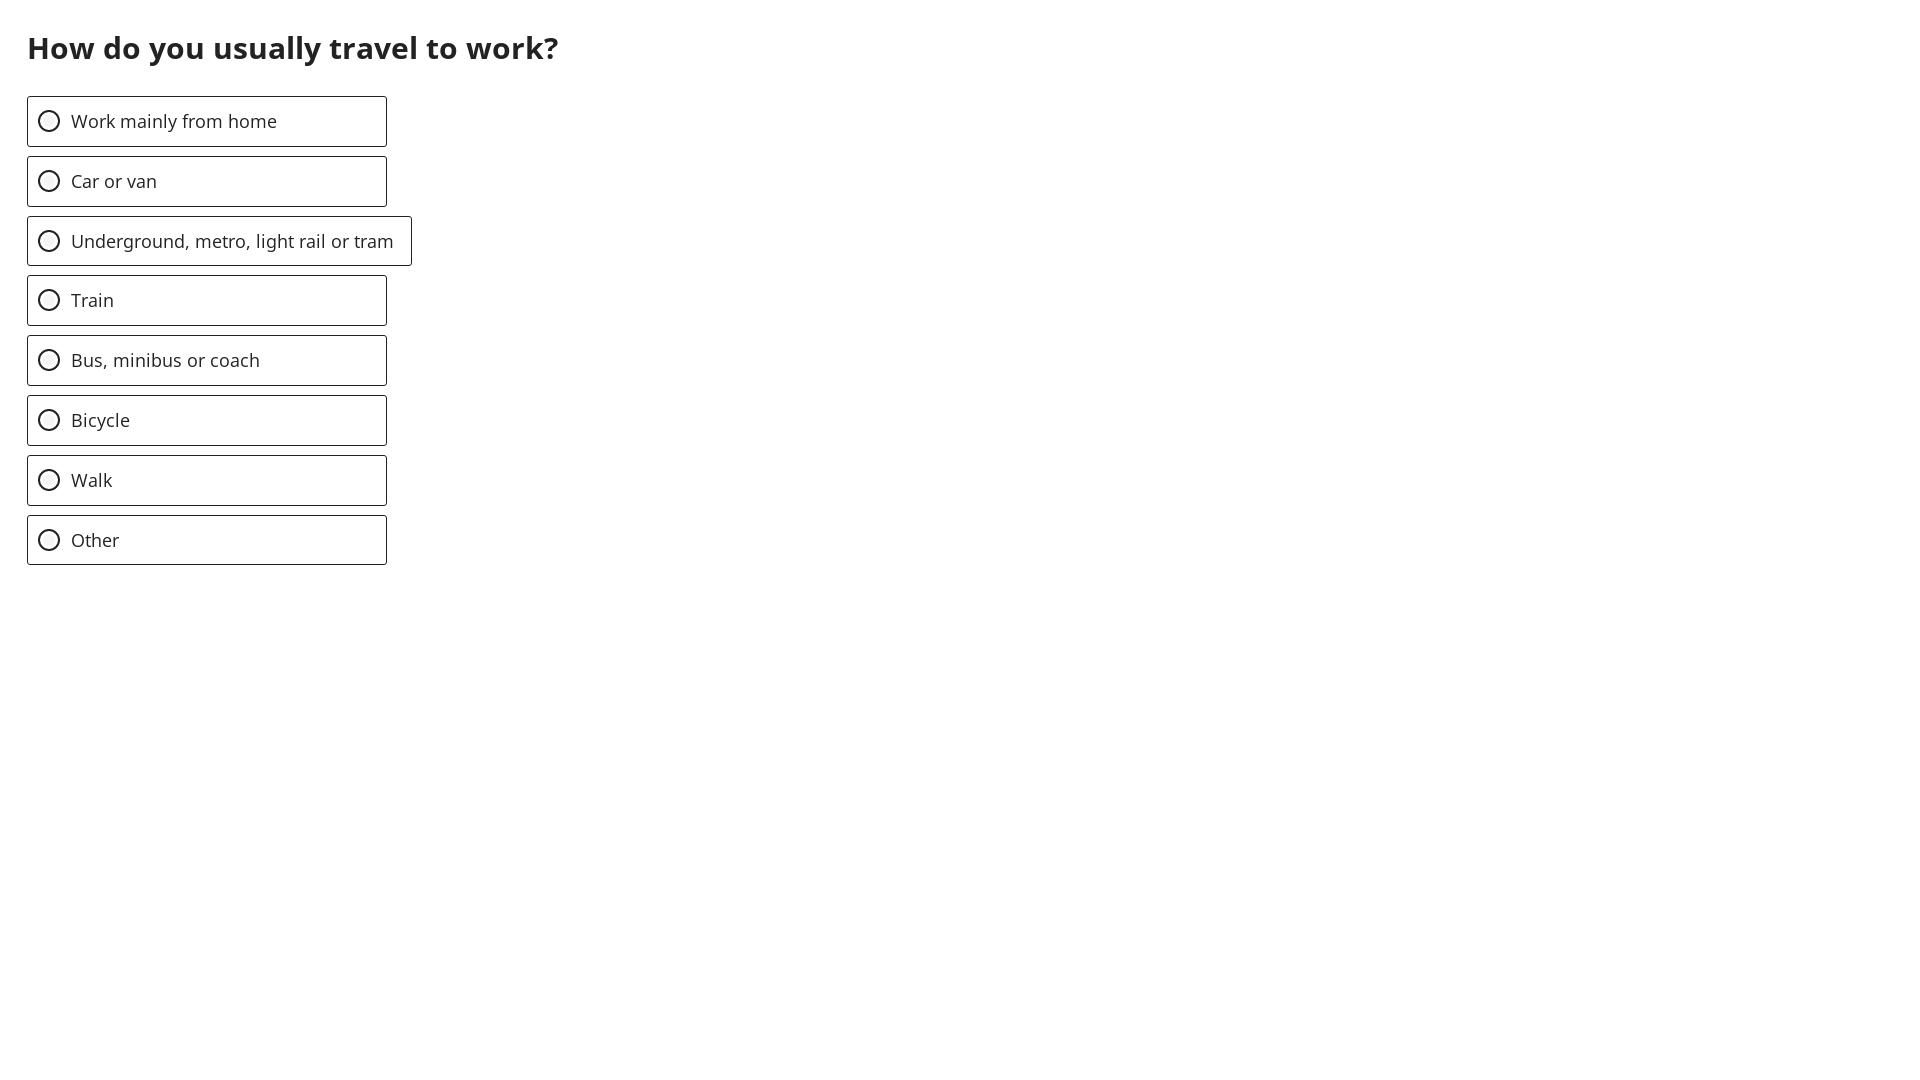 How do you usually travel to work?
Work mainly from home
Car or van
Underground, metro, light rail or tram
Train
Bus, minibus or coach
Bicycle
Walk
Other